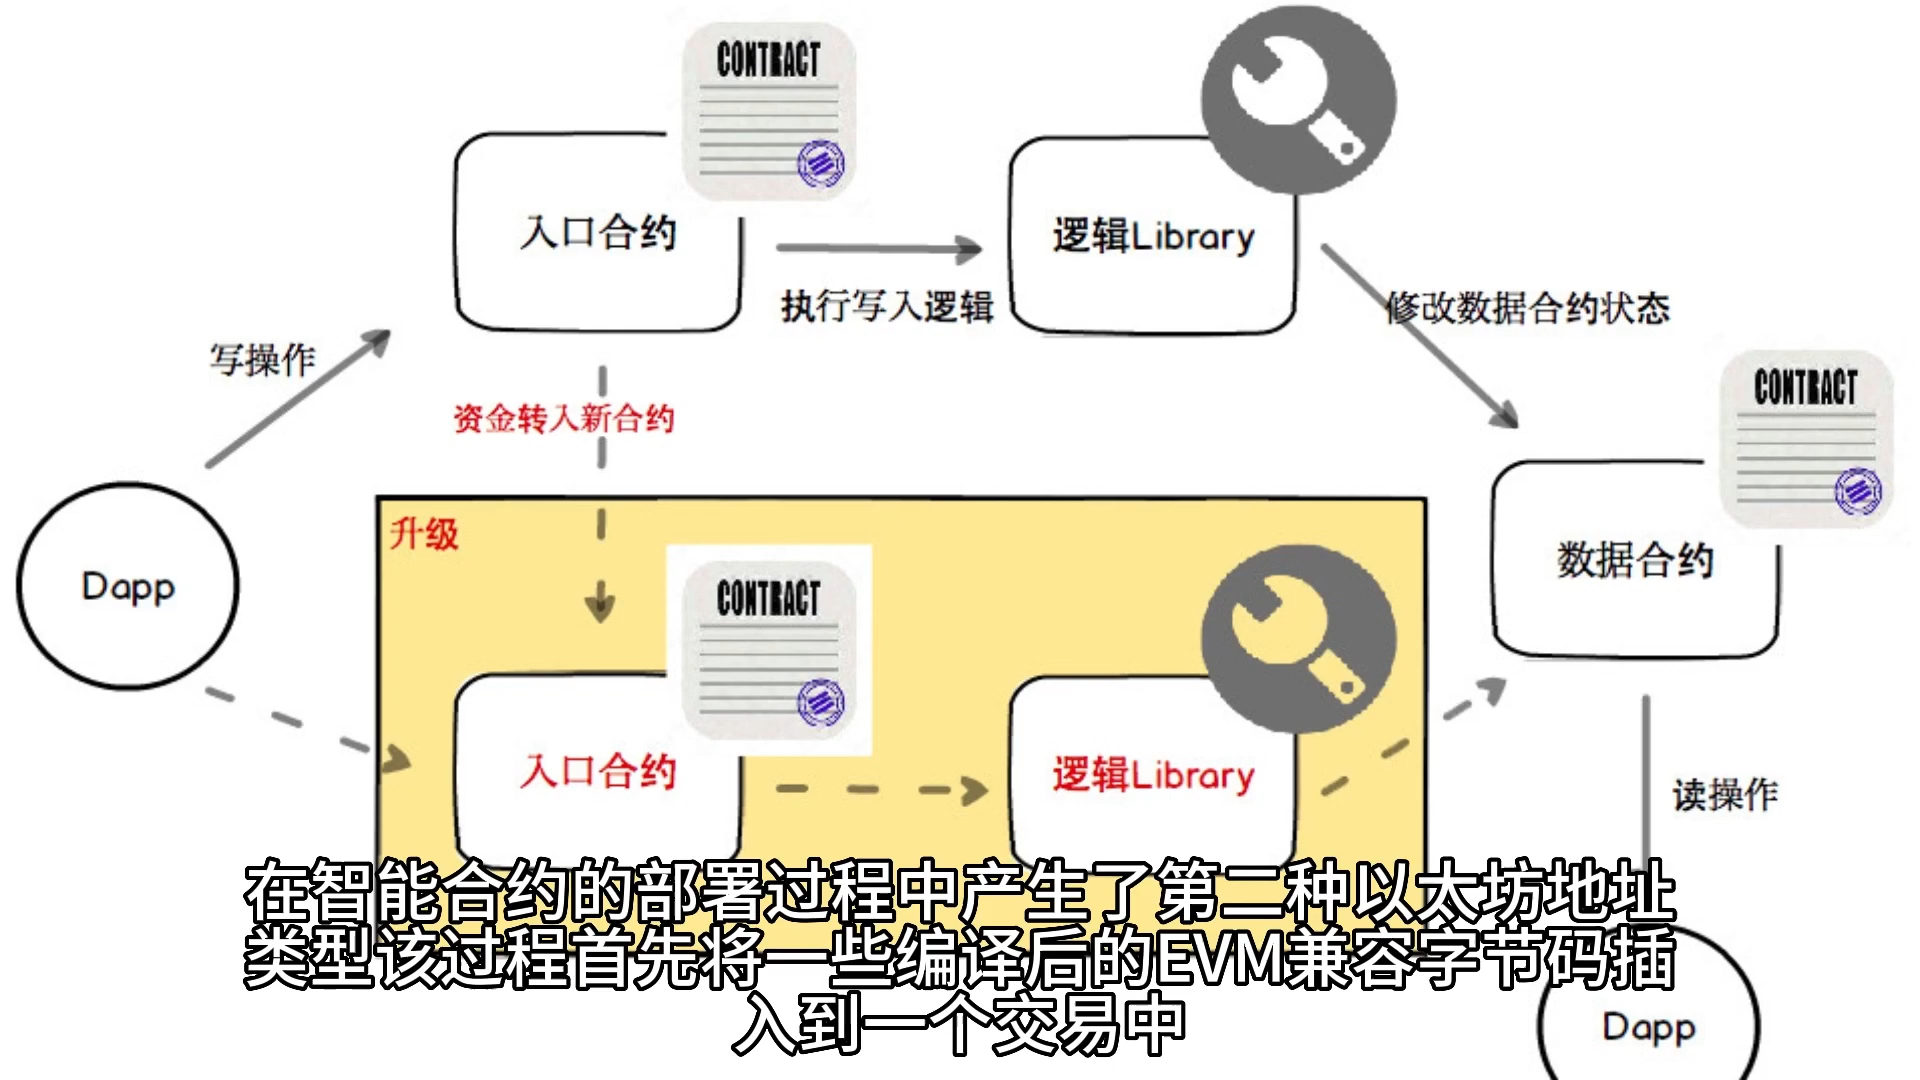 CONTRACT
入口合约
逻辑Library
执行写入逻辑
修改数据合约状态
写操作
CONTRACT
资金转入新合约
升级
数据合约
Dapp
CONTRACT
入口合约
逻辑Library
读操作
在智能合约的部署过程中产生了第二种以太坊地址
类型该过程首先将一些编译后的EVM兼容字节码插
入到一个交易中
Dapp